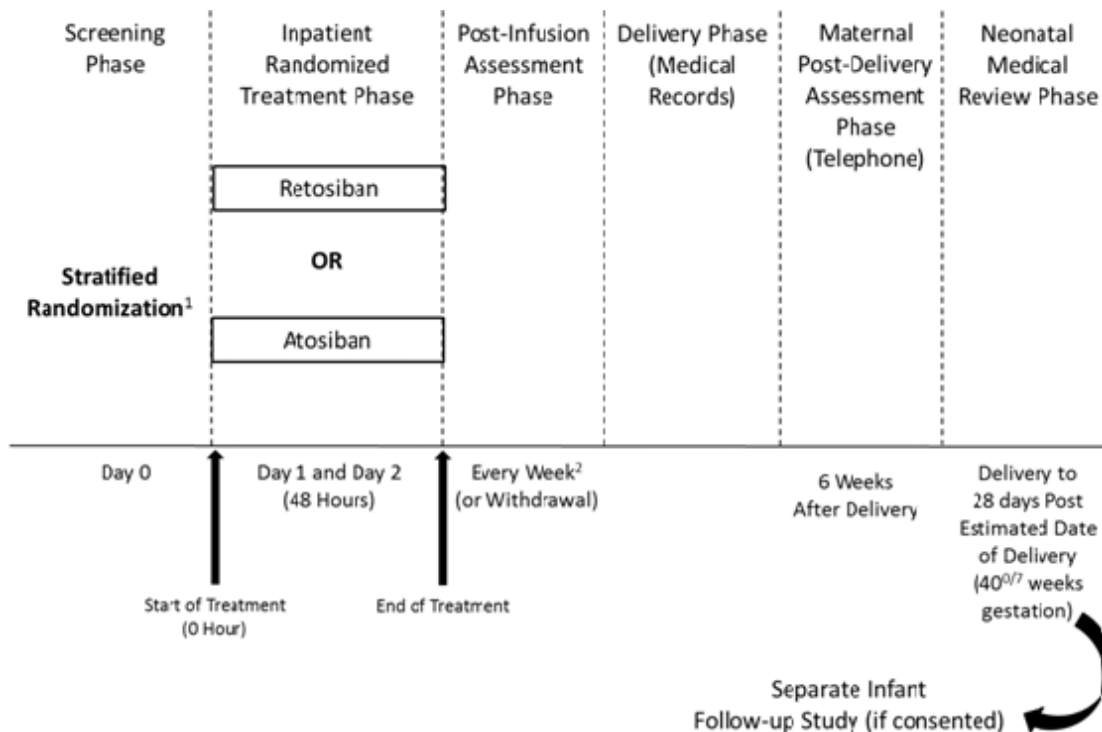 Screening
Phase
Inpatient
Randomized
Treatment Phase
Post-Infusion
Assessment
Phase
Delivery Phase
(Medical
Records)
Maternal
Post-Delivery
Assessment
Phase
(Telephone)
Neonatal
Medical
Review Phase
Retosiban
OR
Atosiban
Stratified
Randomization¹
Day 0
Day 1 and Day 2
(48 Hours)
Every Week²
(or Withdrawal)
6 Weeks
After Delivery
Delivery to
28 days Post
Estimated Date
of Delivery
(40⁰/⁷ weeks
gestation)
Start of Treatment
(0 Hour)
End of Treatment
Separate Infant
Follow-up Study (if consented)